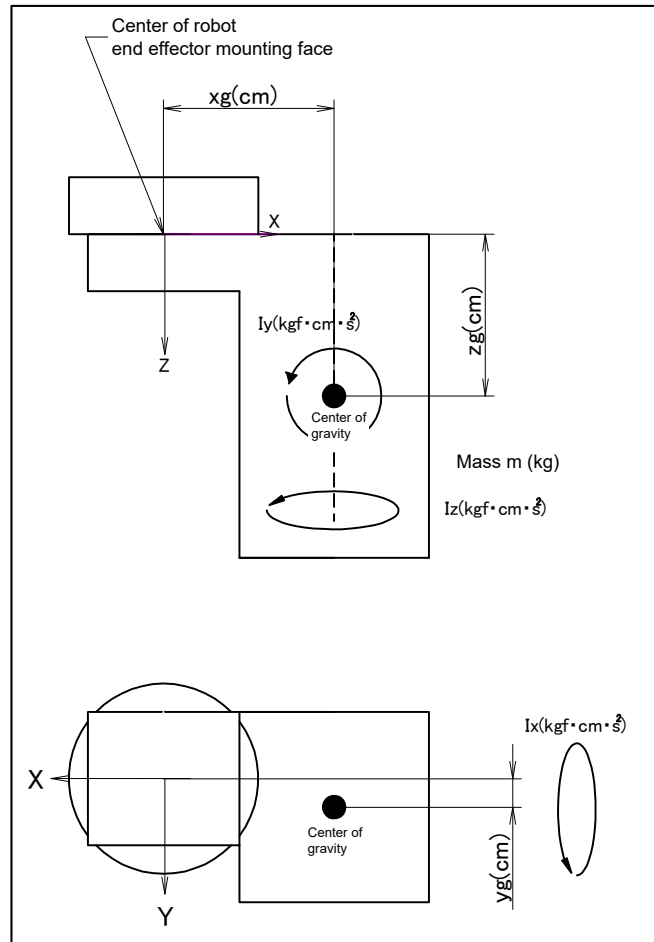 Center of robot
end effector mounting face
xg(cm)
X
zg(cm)
Iy(kgf・cm・s²)
Z
Center of
gravity
Mass m (kg)
Iz(kgf・cm・s²)
Ix(kgf・cm・s²)
X
Center of
gravity
yg(cm)
Y